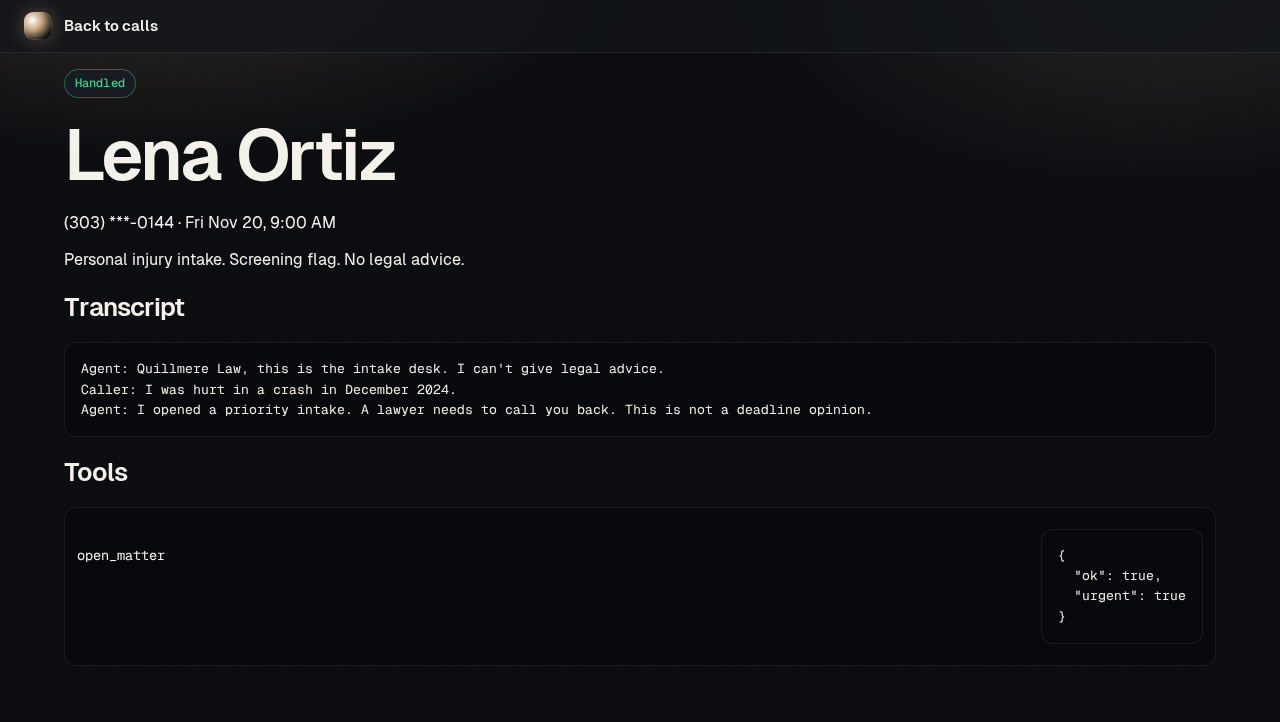 Back to calls
Handled
Lena Ortiz
(303) ***-0144 · Fri Nov 20, 9:00 AM
Personal injury intake. Screening flag. No legal advice.
Transcript
Agent: Quillmere Law, this is the intake desk. I can't give legal advice.
Caller: I was hurt in a crash in December 2024.
Agent: I opened a priority intake. A lawyer needs to call you back. This is not a deadline opinion.
Tools
open_matter
{
  "ok": true,
  "urgent": true
}